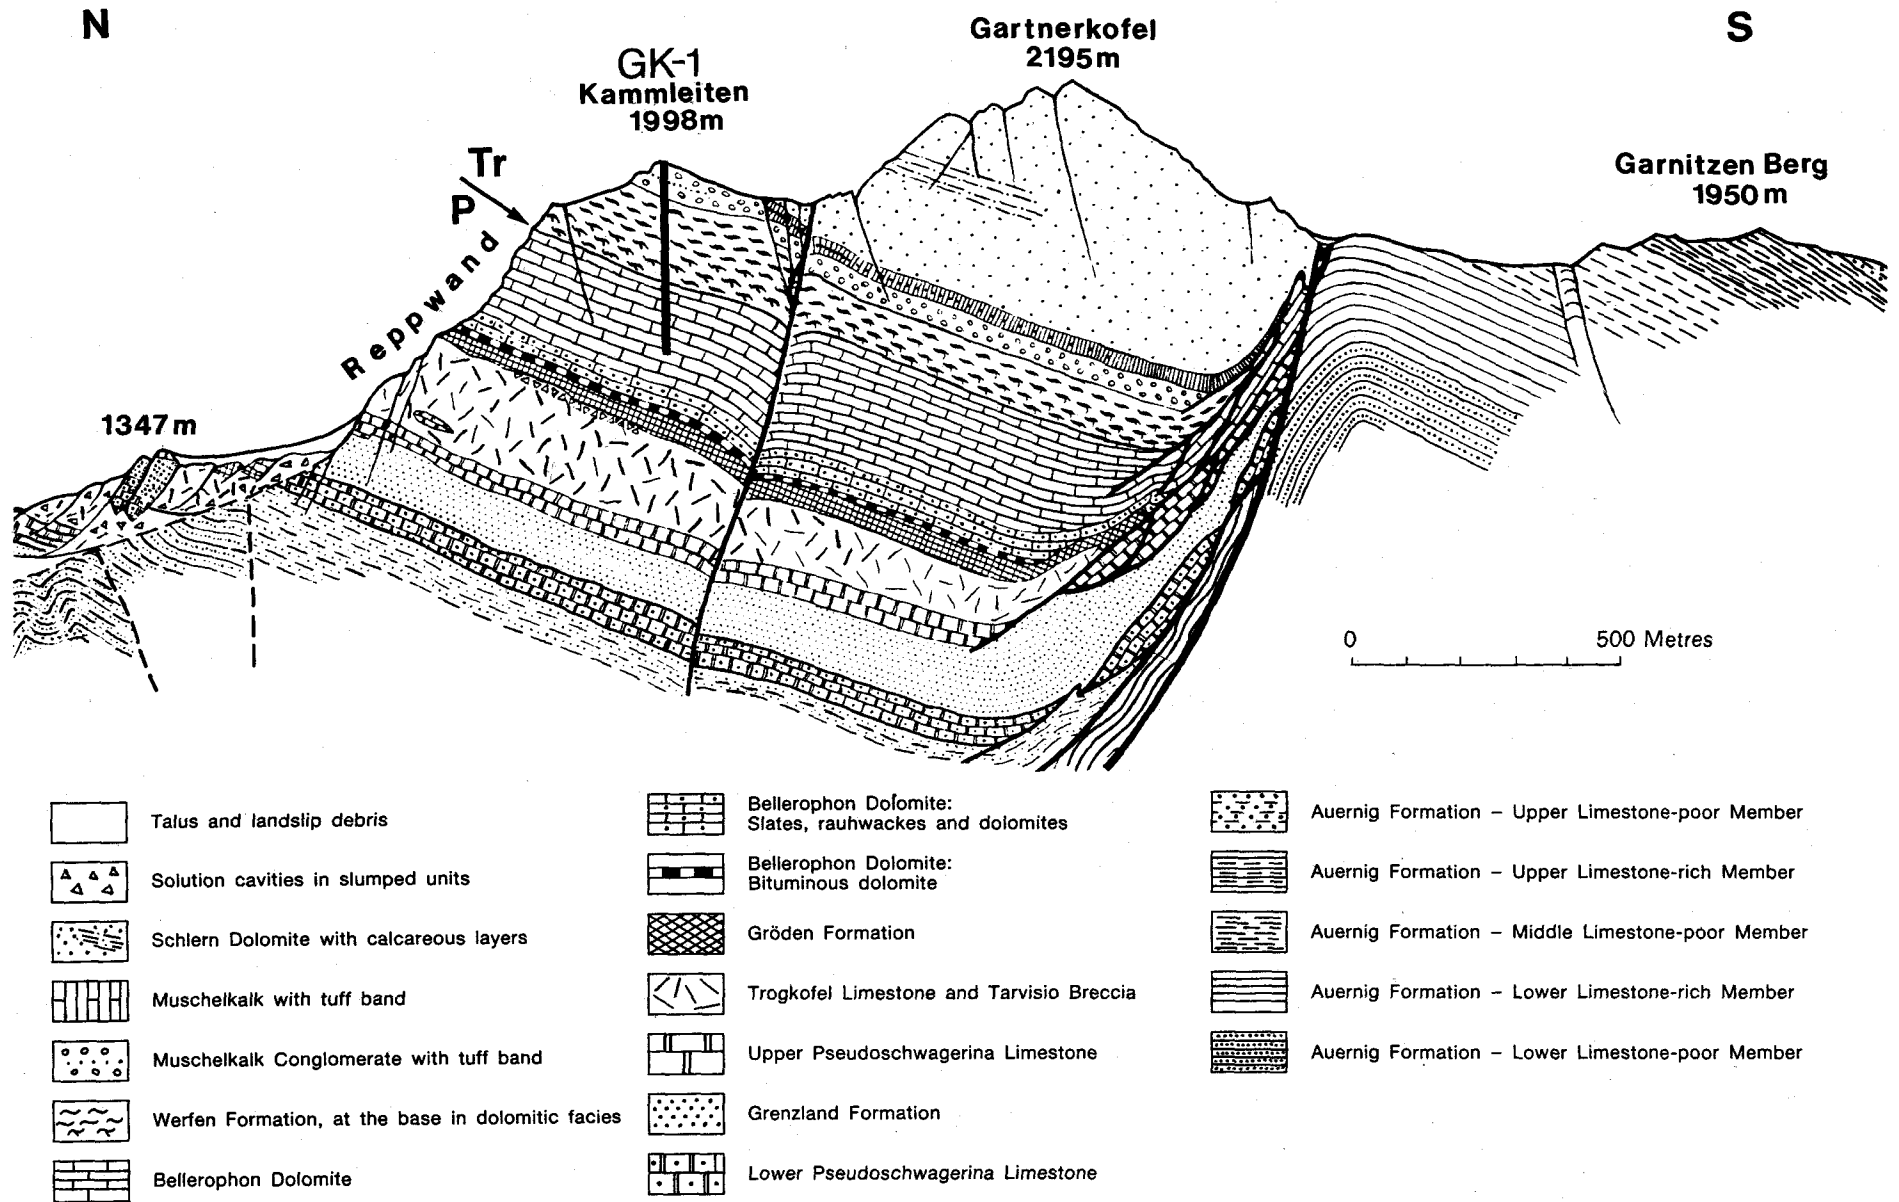 N
Gartnerkofel
2195m
S
GK-1
Kammleiten
1998m
Tr
P
Garnitzen Berg
1950m
Reppwand
1347m
0 500 Metres
Talus and landslip debris
Solution cavities in slumped units
Schlern Dolomite with calcareous layers
Muschelkalk with tuff band
Muschelkalk Conglomerate with tuff band
Werfen Formation, at the base in dolomitic facies
Bellerophon Dolomite
Bellerophon Dolomite:
Slates, rauhwackes and dolomites
Bellerophon Dolomite:
Bituminous dolomite
Gröden Formation
Trogkofel Limestone and Tarvisio Breccia
Upper Pseudoschwagerina Limestone
Grenzland Formation
Lower Pseudoschwagerina Limestone
Auernig Formation – Upper Limestone-poor Member
Auernig Formation – Upper Limestone-rich Member
Auernig Formation – Middle Limestone-poor Member
Auernig Formation – Lower Limestone-rich Member
Auernig Formation – Lower Limestone-poor Member